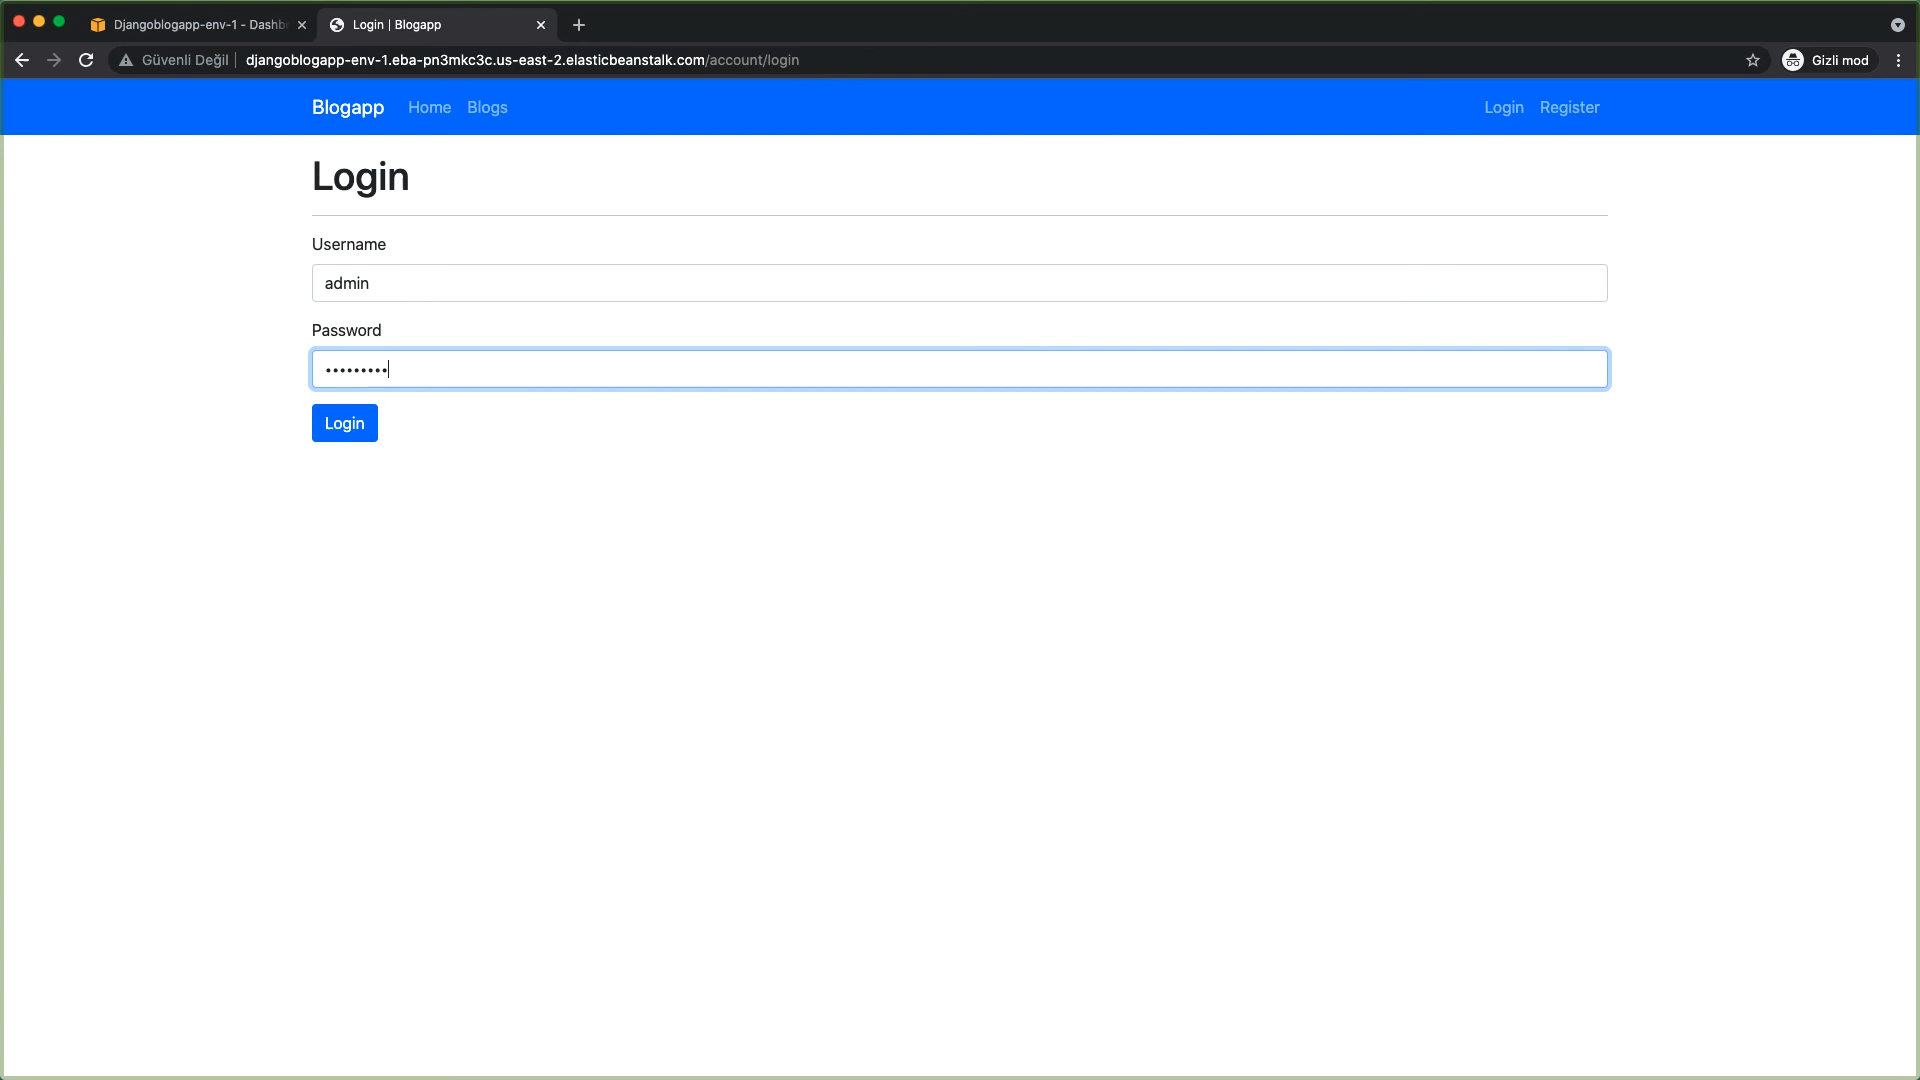 Djangoblogapp-env-1 - Dashb
Login | Blogapp
Güvenli Değil
djangoblogapp-env-1.eba-pn3mkc3c.us-east-2.elasticbeanstalk.com/account/login
Gizli mod
Blogapp Home Blogs Login Register
Login
Username
admin
Password
•••••••••
Login